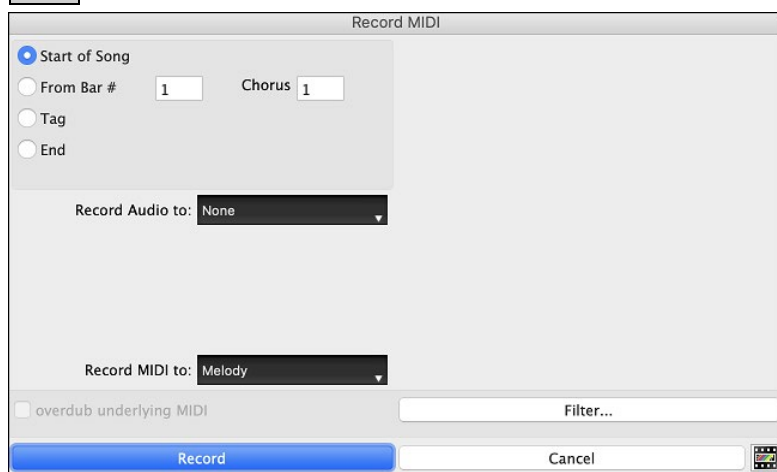 Record MIDI
Start of Song
From Bar # 1 Chorus 1
Tag
End
Record Audio to: None
Record MIDI to: Melody
overdub underlying MIDI Filter...
Record Cancel